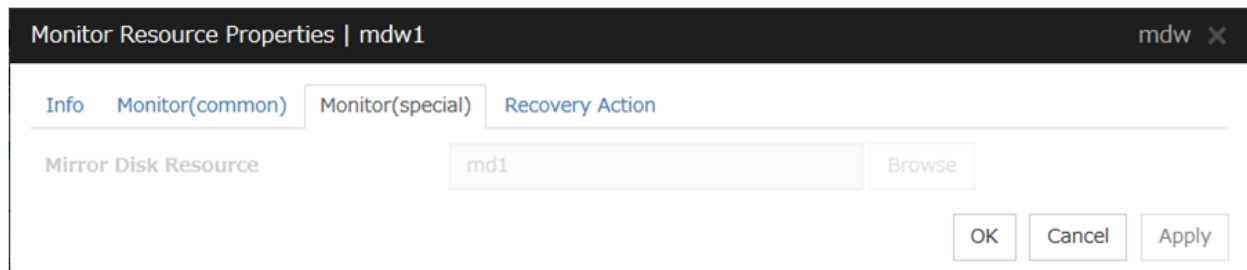 Monitor Resource Properties | mdw1 mdw ×
Info Monitor(common) Monitor(special) Recovery Action
Mirror Disk Resource md1 Browse
OK Cancel Apply